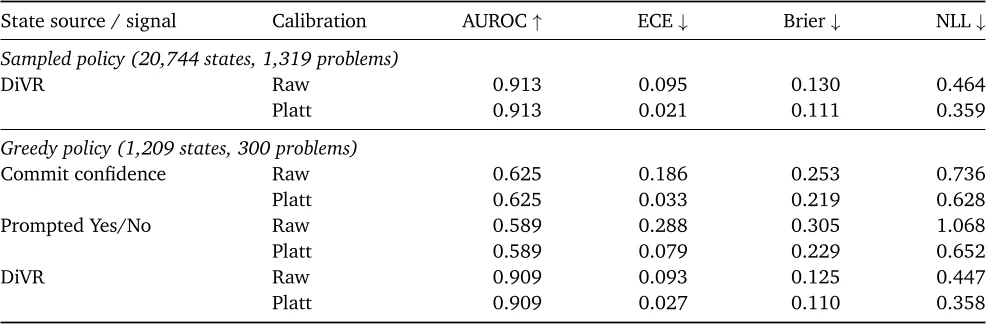 State source / signal Calibration AUROC ↑ ECE ↓ Brier ↓ NLL ↓
Sampled policy (20,744 states, 1,319 problems)
DiVR Raw 0.913 0.095 0.130 0.464
Platt 0.913 0.021 0.111 0.359
Greedy policy (1,209 states, 300 problems)
Commit confidence Raw 0.625 0.186 0.253 0.736
Platt 0.625 0.033 0.219 0.628
Prompted Yes/No Raw 0.589 0.288 0.305 1.068
Platt 0.589 0.079 0.229 0.652
DiVR Raw 0.909 0.093 0.125 0.447
Platt 0.909 0.027 0.110 0.358